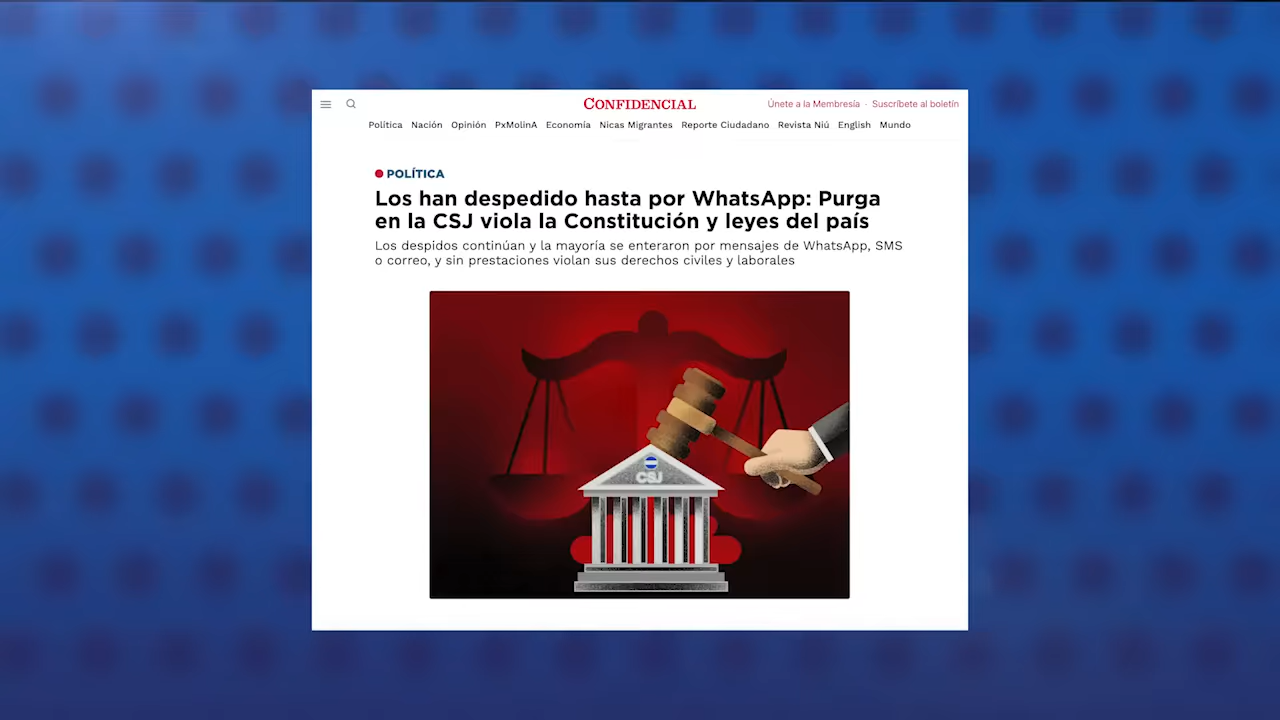 CONFIDENCIAL
Únete a la Membresía · Suscríbete al boletín
Política Nación Opinión PxMolinA Economía Nicas Migrantes Reporte Ciudadano Revista Niú English Mundo
POLÍTICA
Los han despedido hasta por WhatsApp: Purga
en la CSJ viola la Constitución y leyes del país
Los despidos continúan y la mayoría se enteraron por mensajes de WhatsApp, SMS
o correo, y sin prestaciones violan sus derechos civiles y laborales
CSJ